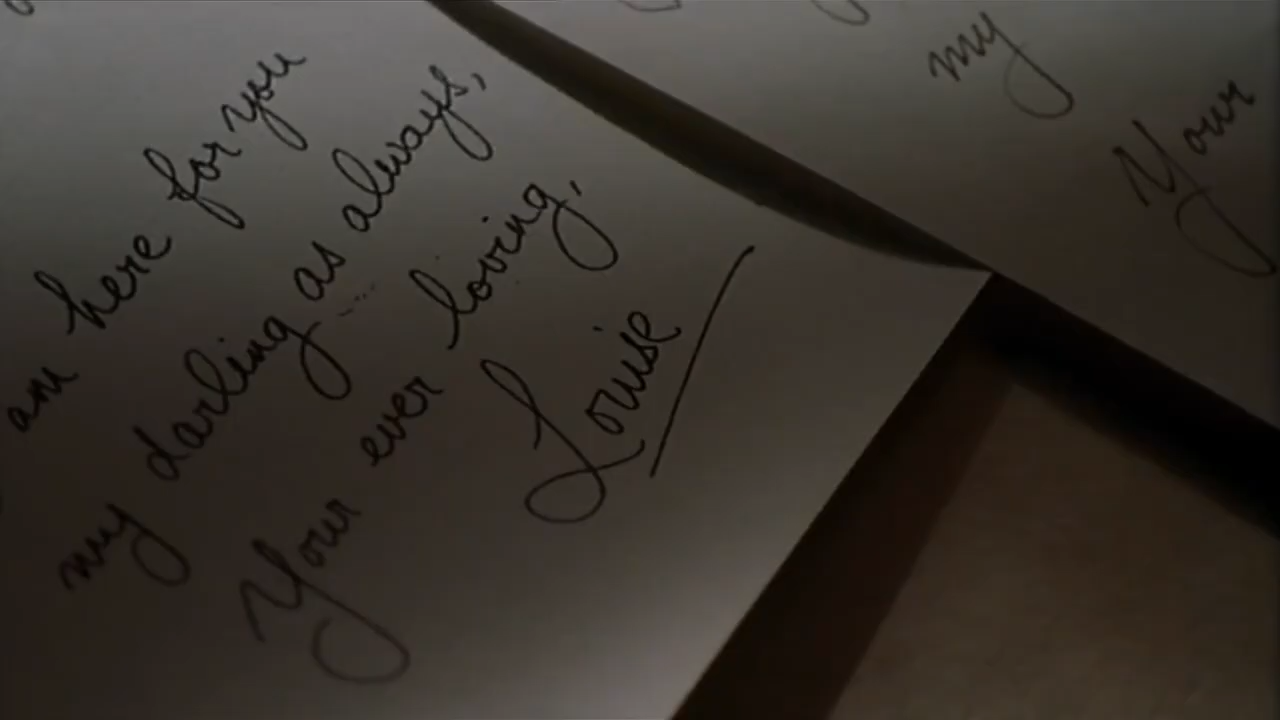 am here for you
my darling as always,
Your ever loving,
Louise
my
Your